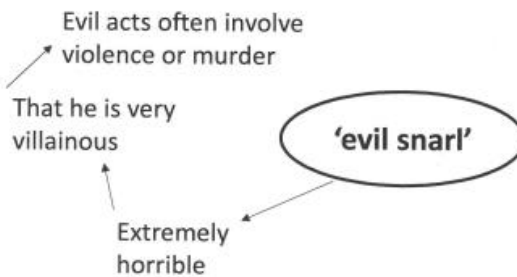 Evil acts often involve
violence or murder
That he is very
villainous
'evil snarl'
Extremely
horrible